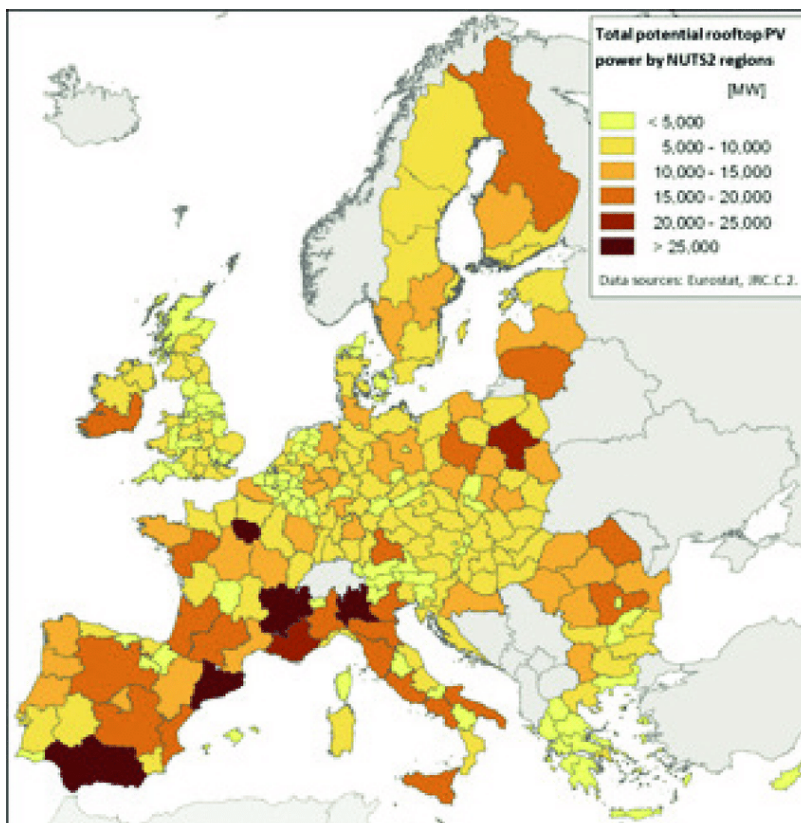 Total potential rooftop PV
power by NUTS2 regions
[MW]
< 5,000
5,000 - 10,000
10,000 - 15,000
15,000 - 20,000
20,000 - 25,000
> 25,000
Data sources: Eurostat, JRC.C.2.